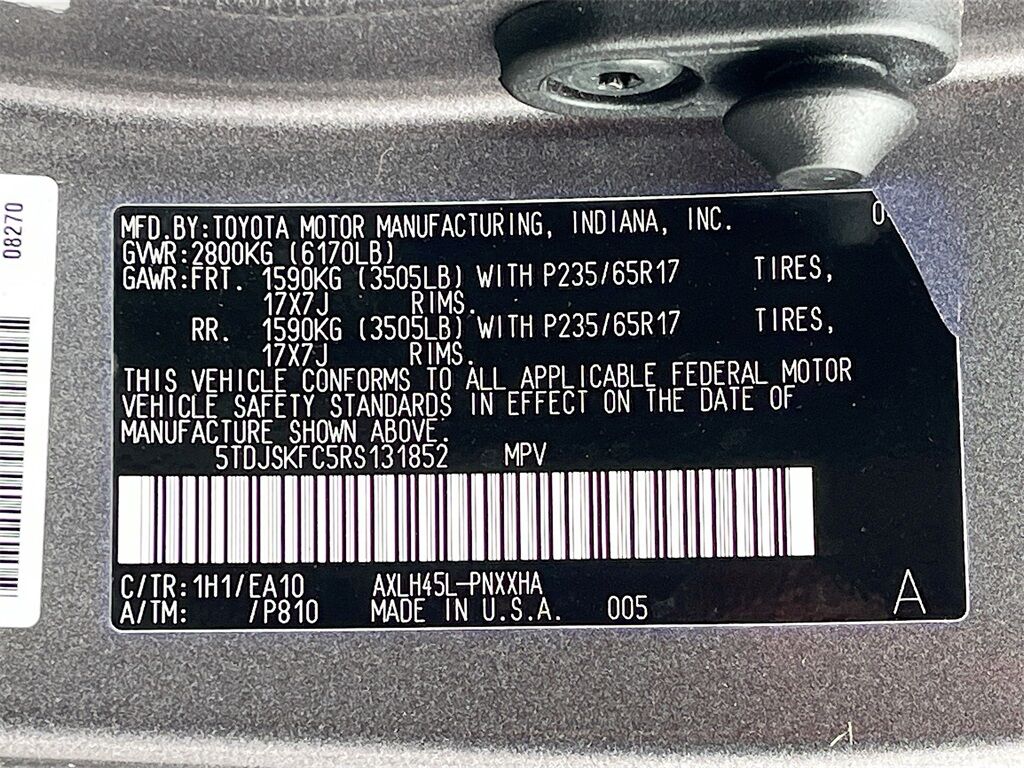 08270
MFD.BY:TOYOTA MOTOR MANUFACTURING, INDIANA, INC. 0
GVWR:2800KG (6170LB)
GAWR:FRT. 1590KG (3505LB) WITH P235/65R17 TIRES,
17X7J RIMS.
RR. 1590KG (3505LB) WITH P235/65R17 TIRES,
17X7J RIMS.
THIS VEHICLE CONFORMS TO ALL APPLICABLE FEDERAL MOTOR
VEHICLE SAFETY STANDARDS IN EFFECT ON THE DATE OF
MANUFACTURE SHOWN ABOVE.
5TDJSKFC5RS131852 MPV
C/TR:1H1/EA10 AXLH45L-PNXXHA
A/TM: /P810 MADE IN U.S.A. 005 A